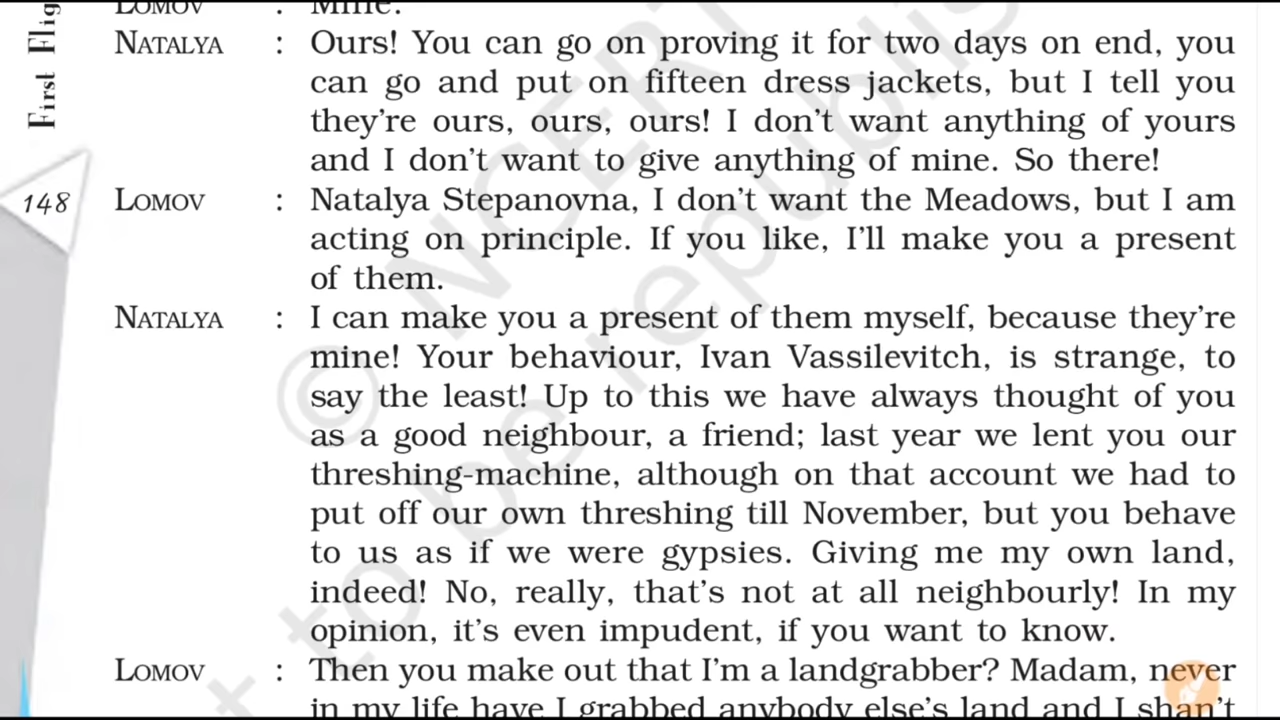 LOMOV : Mine.
NATALYA : Ours! You can go on proving it for two days on end, you
can go and put on fifteen dress jackets, but I tell you
they're ours, ours, ours! I don't want anything of yours
and I don't want to give anything of mine. So there!
LOMOV : Natalya Stepanovna, I don't want the Meadows, but I am
acting on principle. If you like, I'll make you a present
of them.
NATALYA : I can make you a present of them myself, because they're
mine! Your behaviour, Ivan Vassilevitch, is strange, to
say the least! Up to this we have always thought of you
as a good neighbour, a friend; last year we lent you our
threshing-machine, although on that account we had to
put off our own threshing till November, but you behave
to us as if we were gypsies. Giving me my own land,
indeed! No, really, that's not at all neighbourly! In my
opinion, it's even impudent, if you want to know.
LOMOV : Then you make out that I'm a landgrabber? Madam, never
in my life have I grabbed anybody else's land and I shan't
First Flig
148
© NCERT
t to be republis